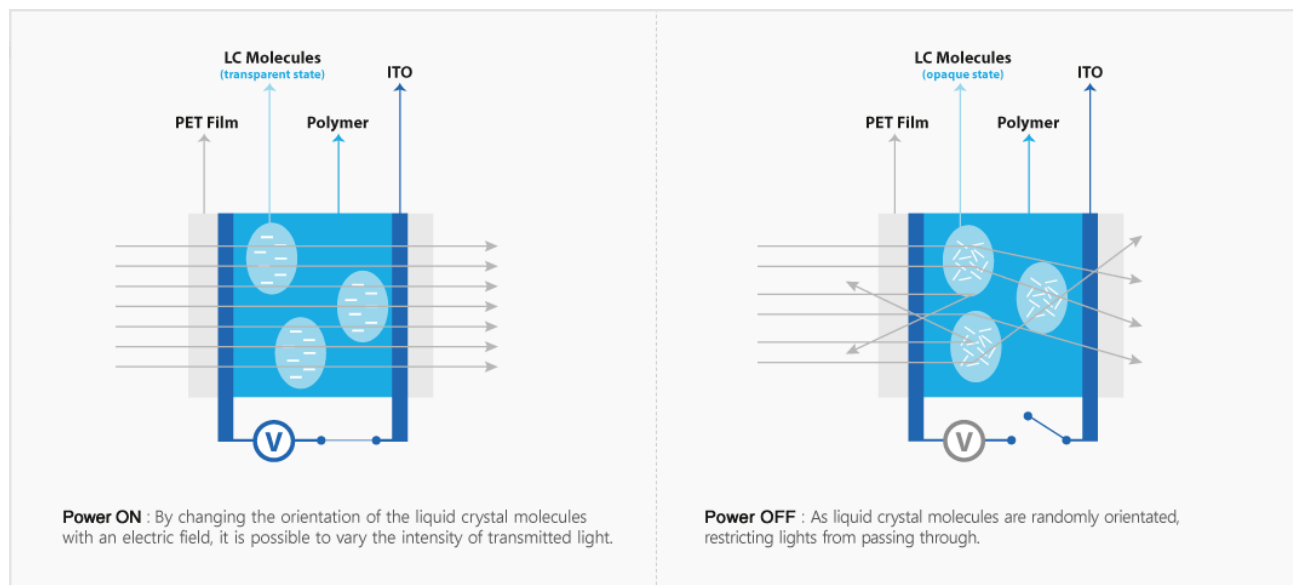 LC Molecules
(transparent state)
ITO
PET Film
Polymer
V
Power ON : By changing the orientation of the liquid crystal molecules
with an electric field, it is possible to vary the intensity of transmitted light.
LC Molecules
(opaque state)
ITO
PET Film
Polymer
V
Power OFF : As liquid crystal molecules are randomly orientated,
restricting lights from passing through.